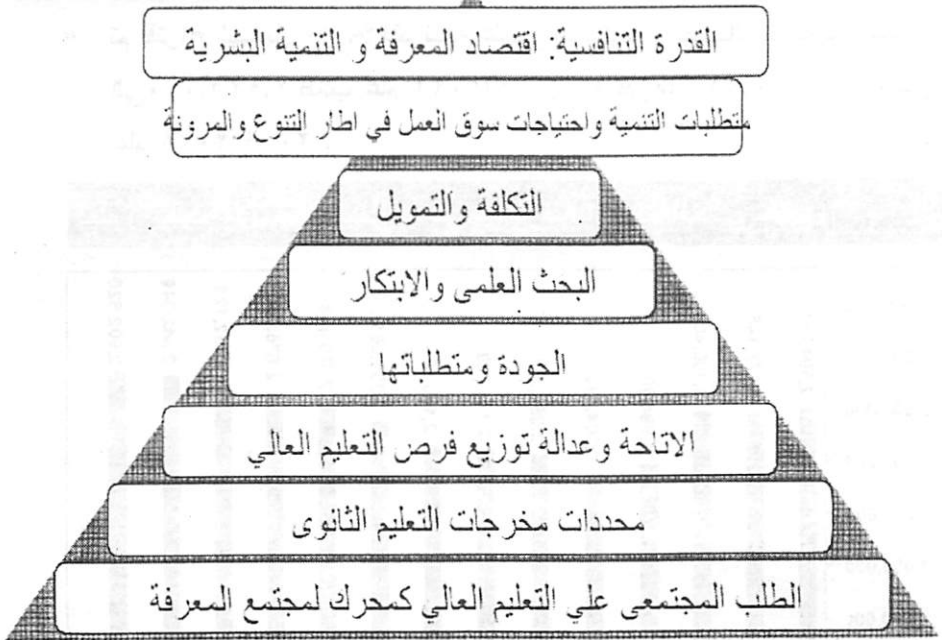 القدرة التنافسية: اقتصاد المعرفة و التنمية البشرية
متطلبات التنمية واحتياجات سوق العمل في اطار التنوع والمرونة
التكلفة والتمويل
البحث العلمى والابتكار
الجودة ومتطلباتها
الاتاحة وعدالة توزيع فرص التعليم العالي
محددات مخرجات التعليم الثانوى
الطلب المجتمعى علي التعليم العالي كمحرك لمجتمع المعرفة